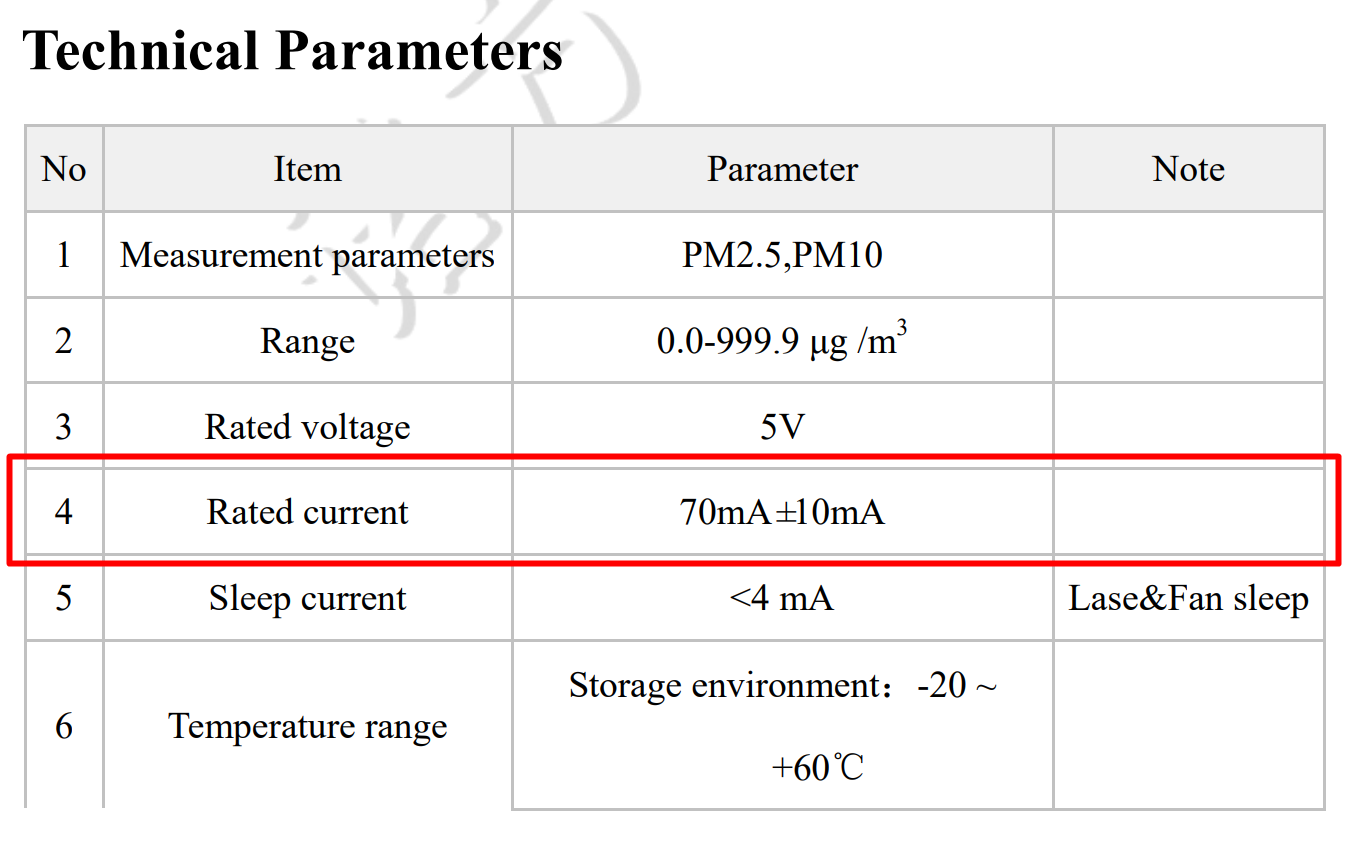 Technical Parameters
No Item Parameter Note
1 Measurement parameters PM2.5,PM10
2 Range 0.0-999.9 μg /m³
3 Rated voltage 5V
4 Rated current 70mA±10mA
5 Sleep current <4 mA Lase&Fan sleep
6 Temperature range Storage environment：-20 ~
+60℃